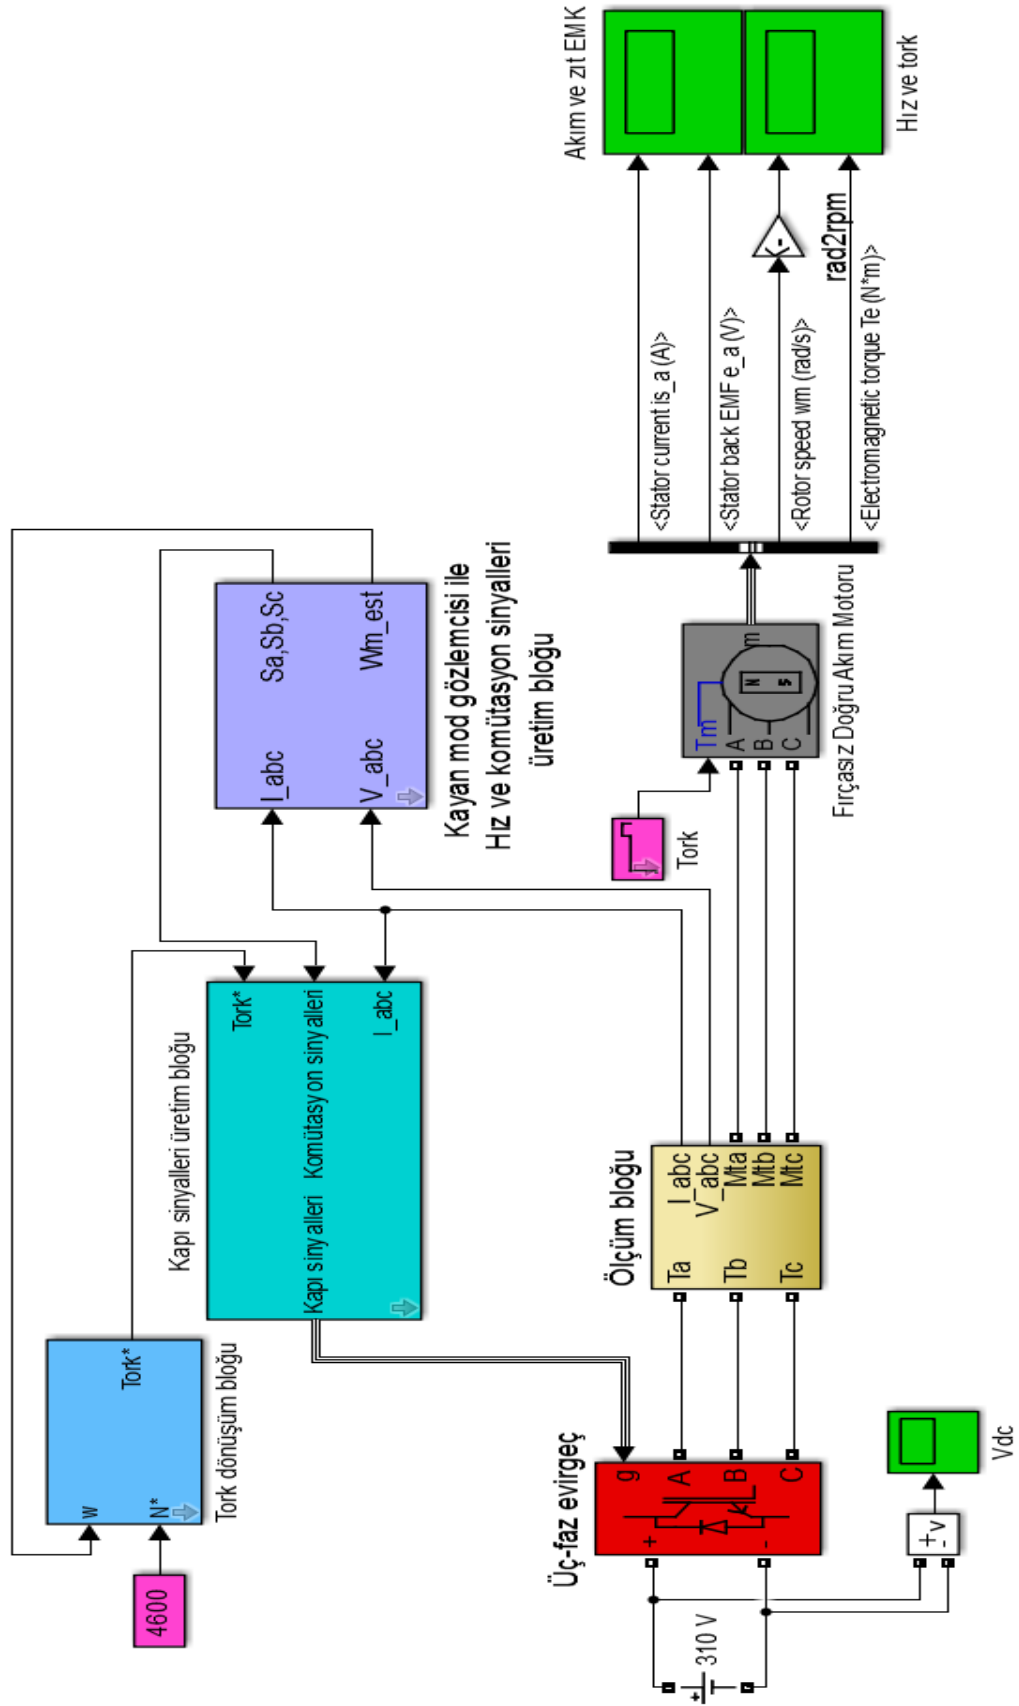 4600
w
N*
Tork*
Tork dönüşüm bloğu
Kapı sinyalleri üretim bloğu
Tork*
Kapı sinyalleri
Komütasyon sinyalleri
I_abc
I_abc
Sa,Sb,Sc
V_abc
Wm_est
Kayan mod gözlemcisi ile
Hız ve komütasyon sinyalleri
üretim bloğu
Üç-faz evirgeç
g
+
A
B
-
C
310 V
+
+
-
v
Vdc
Ölçüm bloğu
Ta
I_abc
V_abc
Tb
Mta
Mtb
Tc
Mtc
Tork
Tm
m
A
B
C
N
S
Fırçasız Doğru Akım Motoru
<Stator current is_a (A)>
<Stator back EMF e_a (V)>
<Rotor speed wm (rad/s)>
<Electromagnetic torque Te (N*m)>
K-
rad2rpm
Akım ve zıt EMK
Hız ve tork